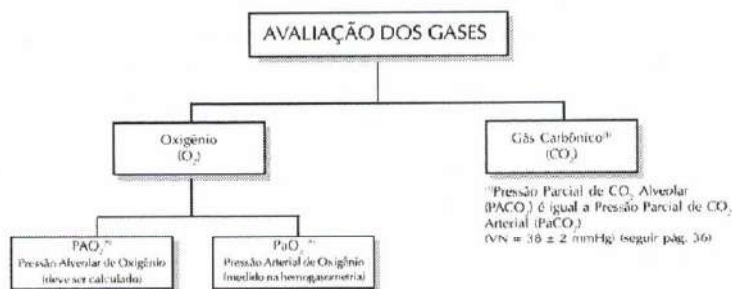 AVALIAÇÃO DOS GASES
Oxigênio
(O₂)
Gás Carbônico⁽¹⁾
(CO₂)
⁽¹⁾Pressão Parcial de CO₂ Alveolar
(PACO₂) é igual a Pressão Parcial de CO₂
Arterial (PaCO₂)
(VN = 38 ± 2 mmHg) (seguir pág. 36)
PAO₂
Pressão Alveolar de Oxigênio
(deve ser calculado)
PaO₂
Pressão Arterial de Oxigênio
(medido na hemogasometria)